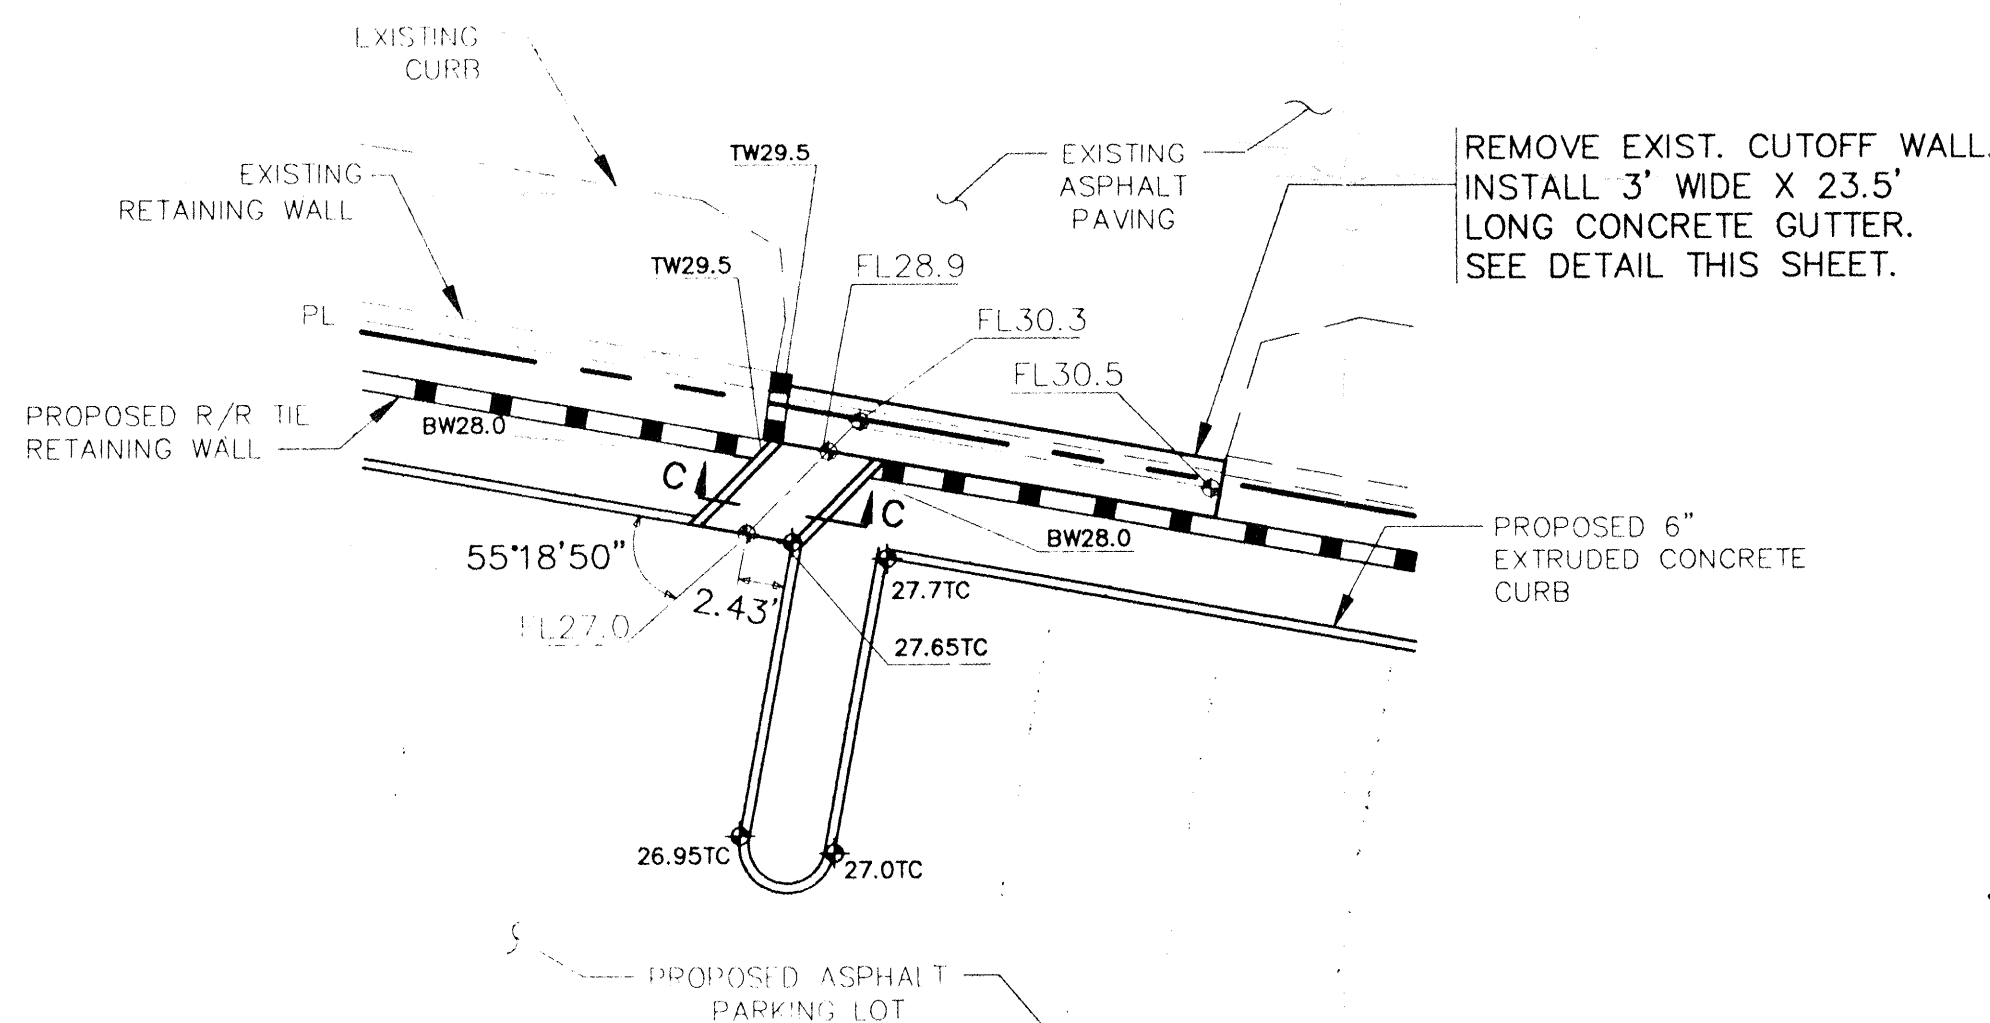 EXISTING
CURB
EXISTING
RETAINING WALL
TW29.5
EXISTING
ASPHALT
PAVING
REMOVE EXIST. CUTOFF WALL.
INSTALL 3' WIDE X 23.5'
LONG CONCRETE GUTTER.
SEE DETAIL THIS SHEET.
TW29.5
FL28.9
PL
FL30.3
FL30.5
PROPOSED R/R TIE
RETAINING WALL
BW28.0
C
C
BW28.0
PROPOSED 6"
EXTRUDED CONCRETE
CURB
55°18'50"
2.43'
FL27.0
27.7TC
27.65TC
26.95TC
27.0TC
PROPOSED ASPHALT
PARKING LOT